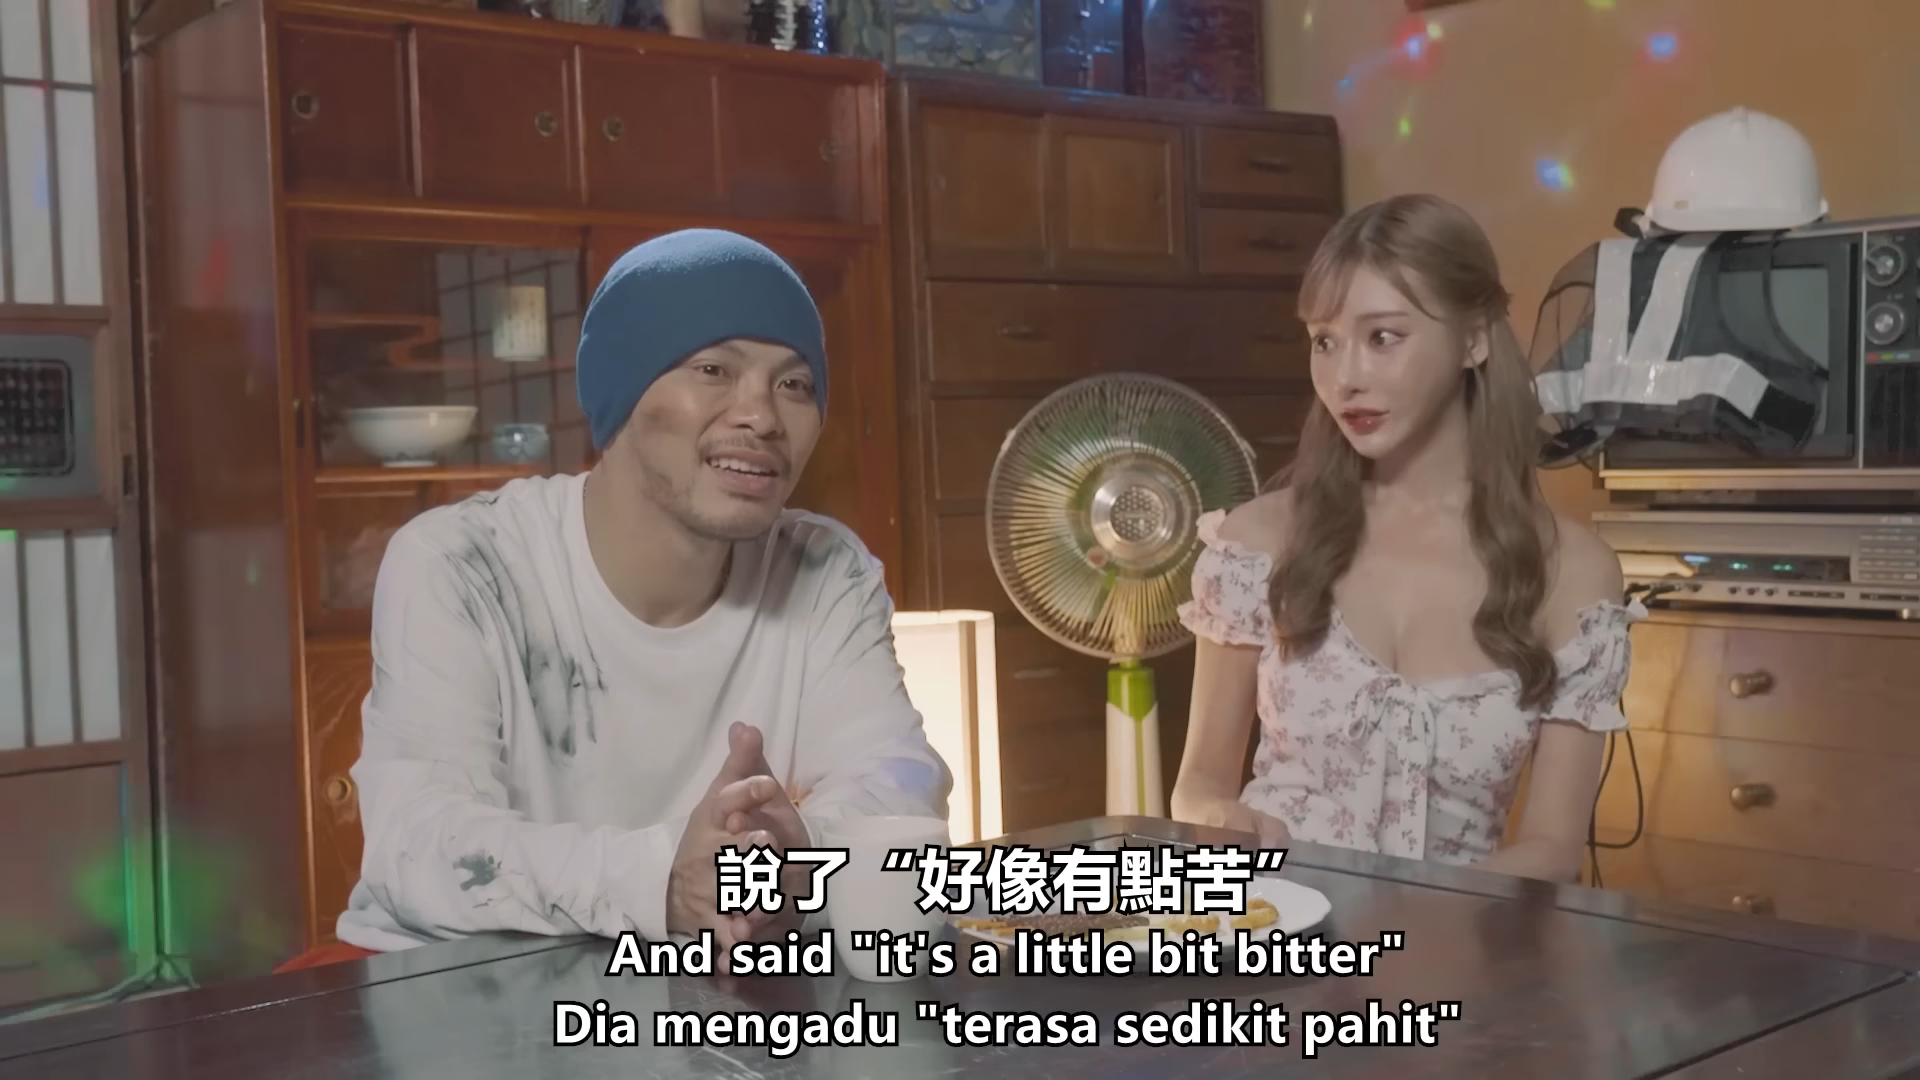 說了“好像有點苦”
And said "it's a little bit bitter"
Dia mengadu "terasa sedikit pahit"